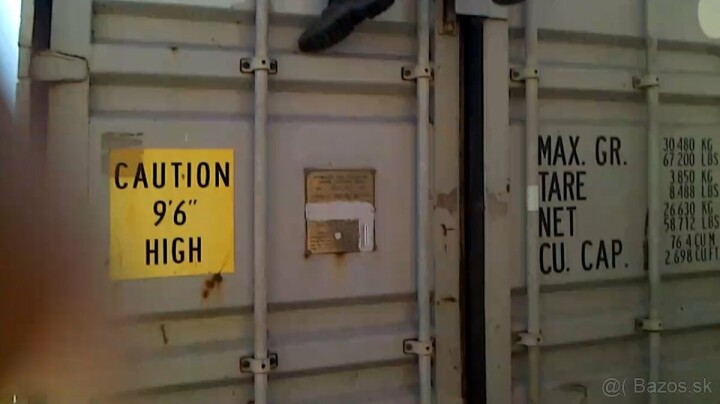 CAUTION
9'6"
HIGH
MAX. GR. 30 480 KG
67 200 LBS
TARE 3 850 KG
8 488 LBS
NET 26 630 KG
58 712 LBS
CU. CAP. 76.4 CU.M
2 698 CU.FT
@( Bazos.sk